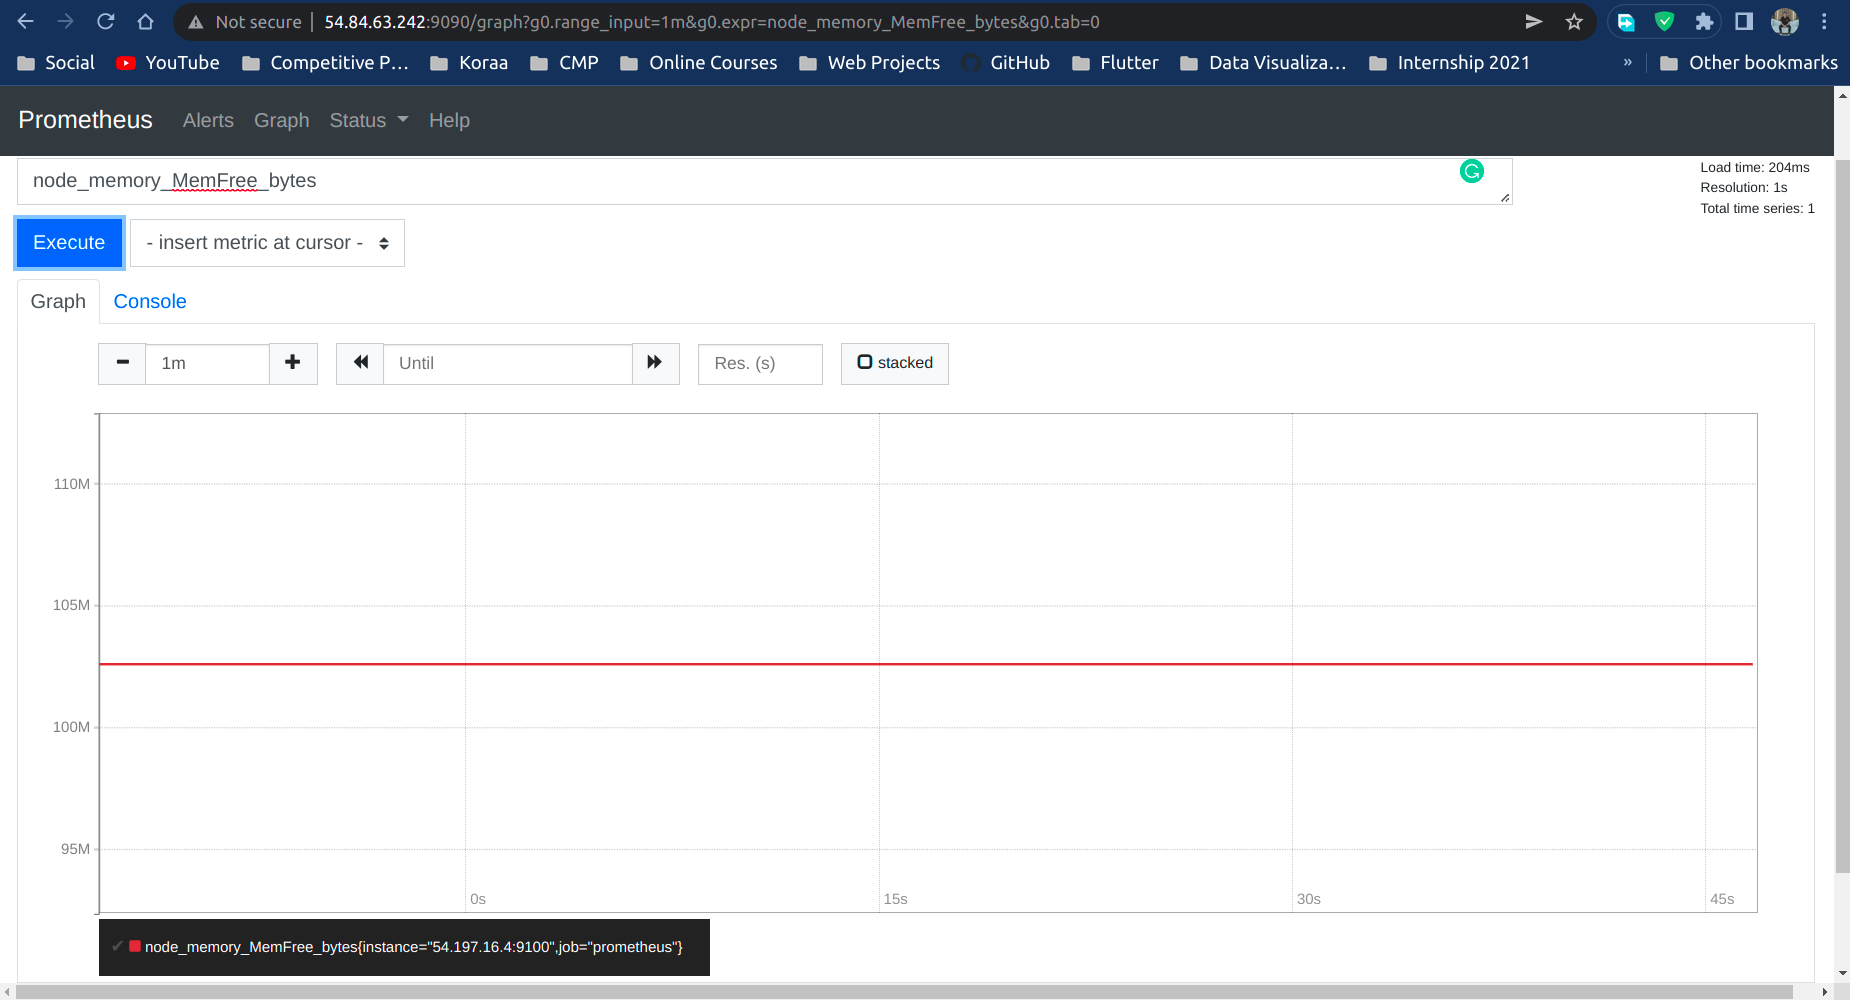 Not secure | 54.84.63.242:9090/graph?g0.range_input=1m&g0.expr=node_memory_MemFree_bytes&g0.tab=0
Social YouTube Competitive P… Koraa CMP Online Courses Web Projects GitHub Flutter Data Visualiza… Internship 2021 » Other bookmarks
Prometheus Alerts Graph Status Help
node_memory_MemFree_bytes
Load time: 204ms
Resolution: 1s
Total time series: 1
Execute - insert metric at cursor -
Graph Console
1m Until Res. (s) stacked
110M
105M
100M
95M
0s 15s 30s 45s
✔ node_memory_MemFree_bytes{instance="54.197.16.4:9100",job="prometheus"}